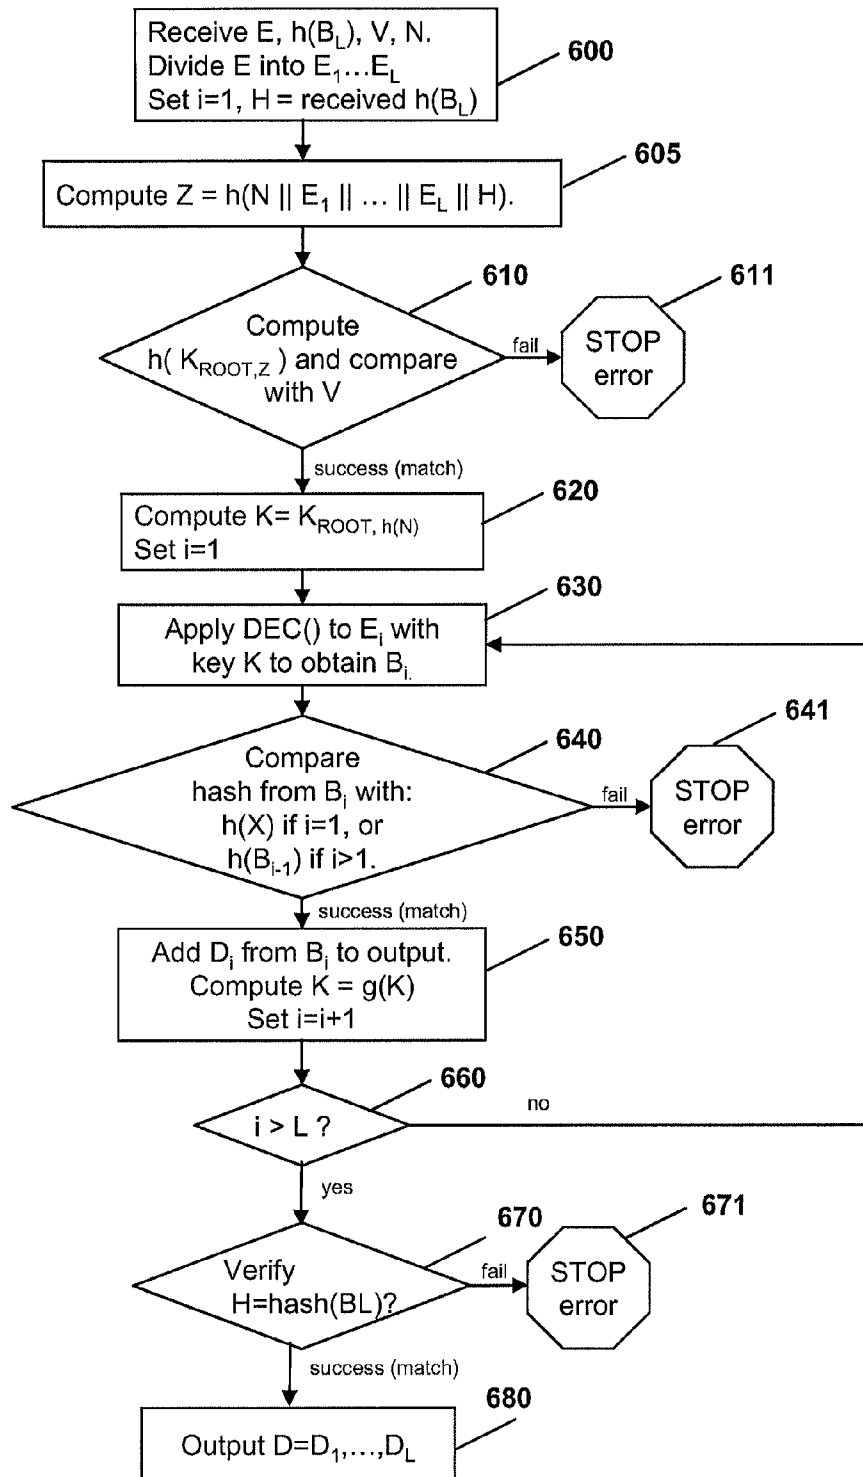 Receive E, h(B_L), V, N.
Divide E into E₁...E_L
Set i=1, H = received h(B_L)
600
605
Compute Z = h(N || E₁ || ... || E_L || H).
610
611
Compute
h( K_ROOT,Z ) and compare
with V
fail
STOP
error
success (match)
620
Compute K= K_ROOT, h(N)
Set i=1
630
Apply DEC() to E_i with
key K to obtain B_i.
640
641
Compare
hash from B_i with:
h(X) if i=1, or
h(B_i-1) if i>1.
fail
STOP
error
success (match)
650
Add D_i from B_i to output.
Compute K = g(K)
Set i=i+1
660
i > L ?
no
yes
670
671
Verify
H=hash(BL)?
fail
STOP
error
success (match)
680
Output D=D₁,...,D_L